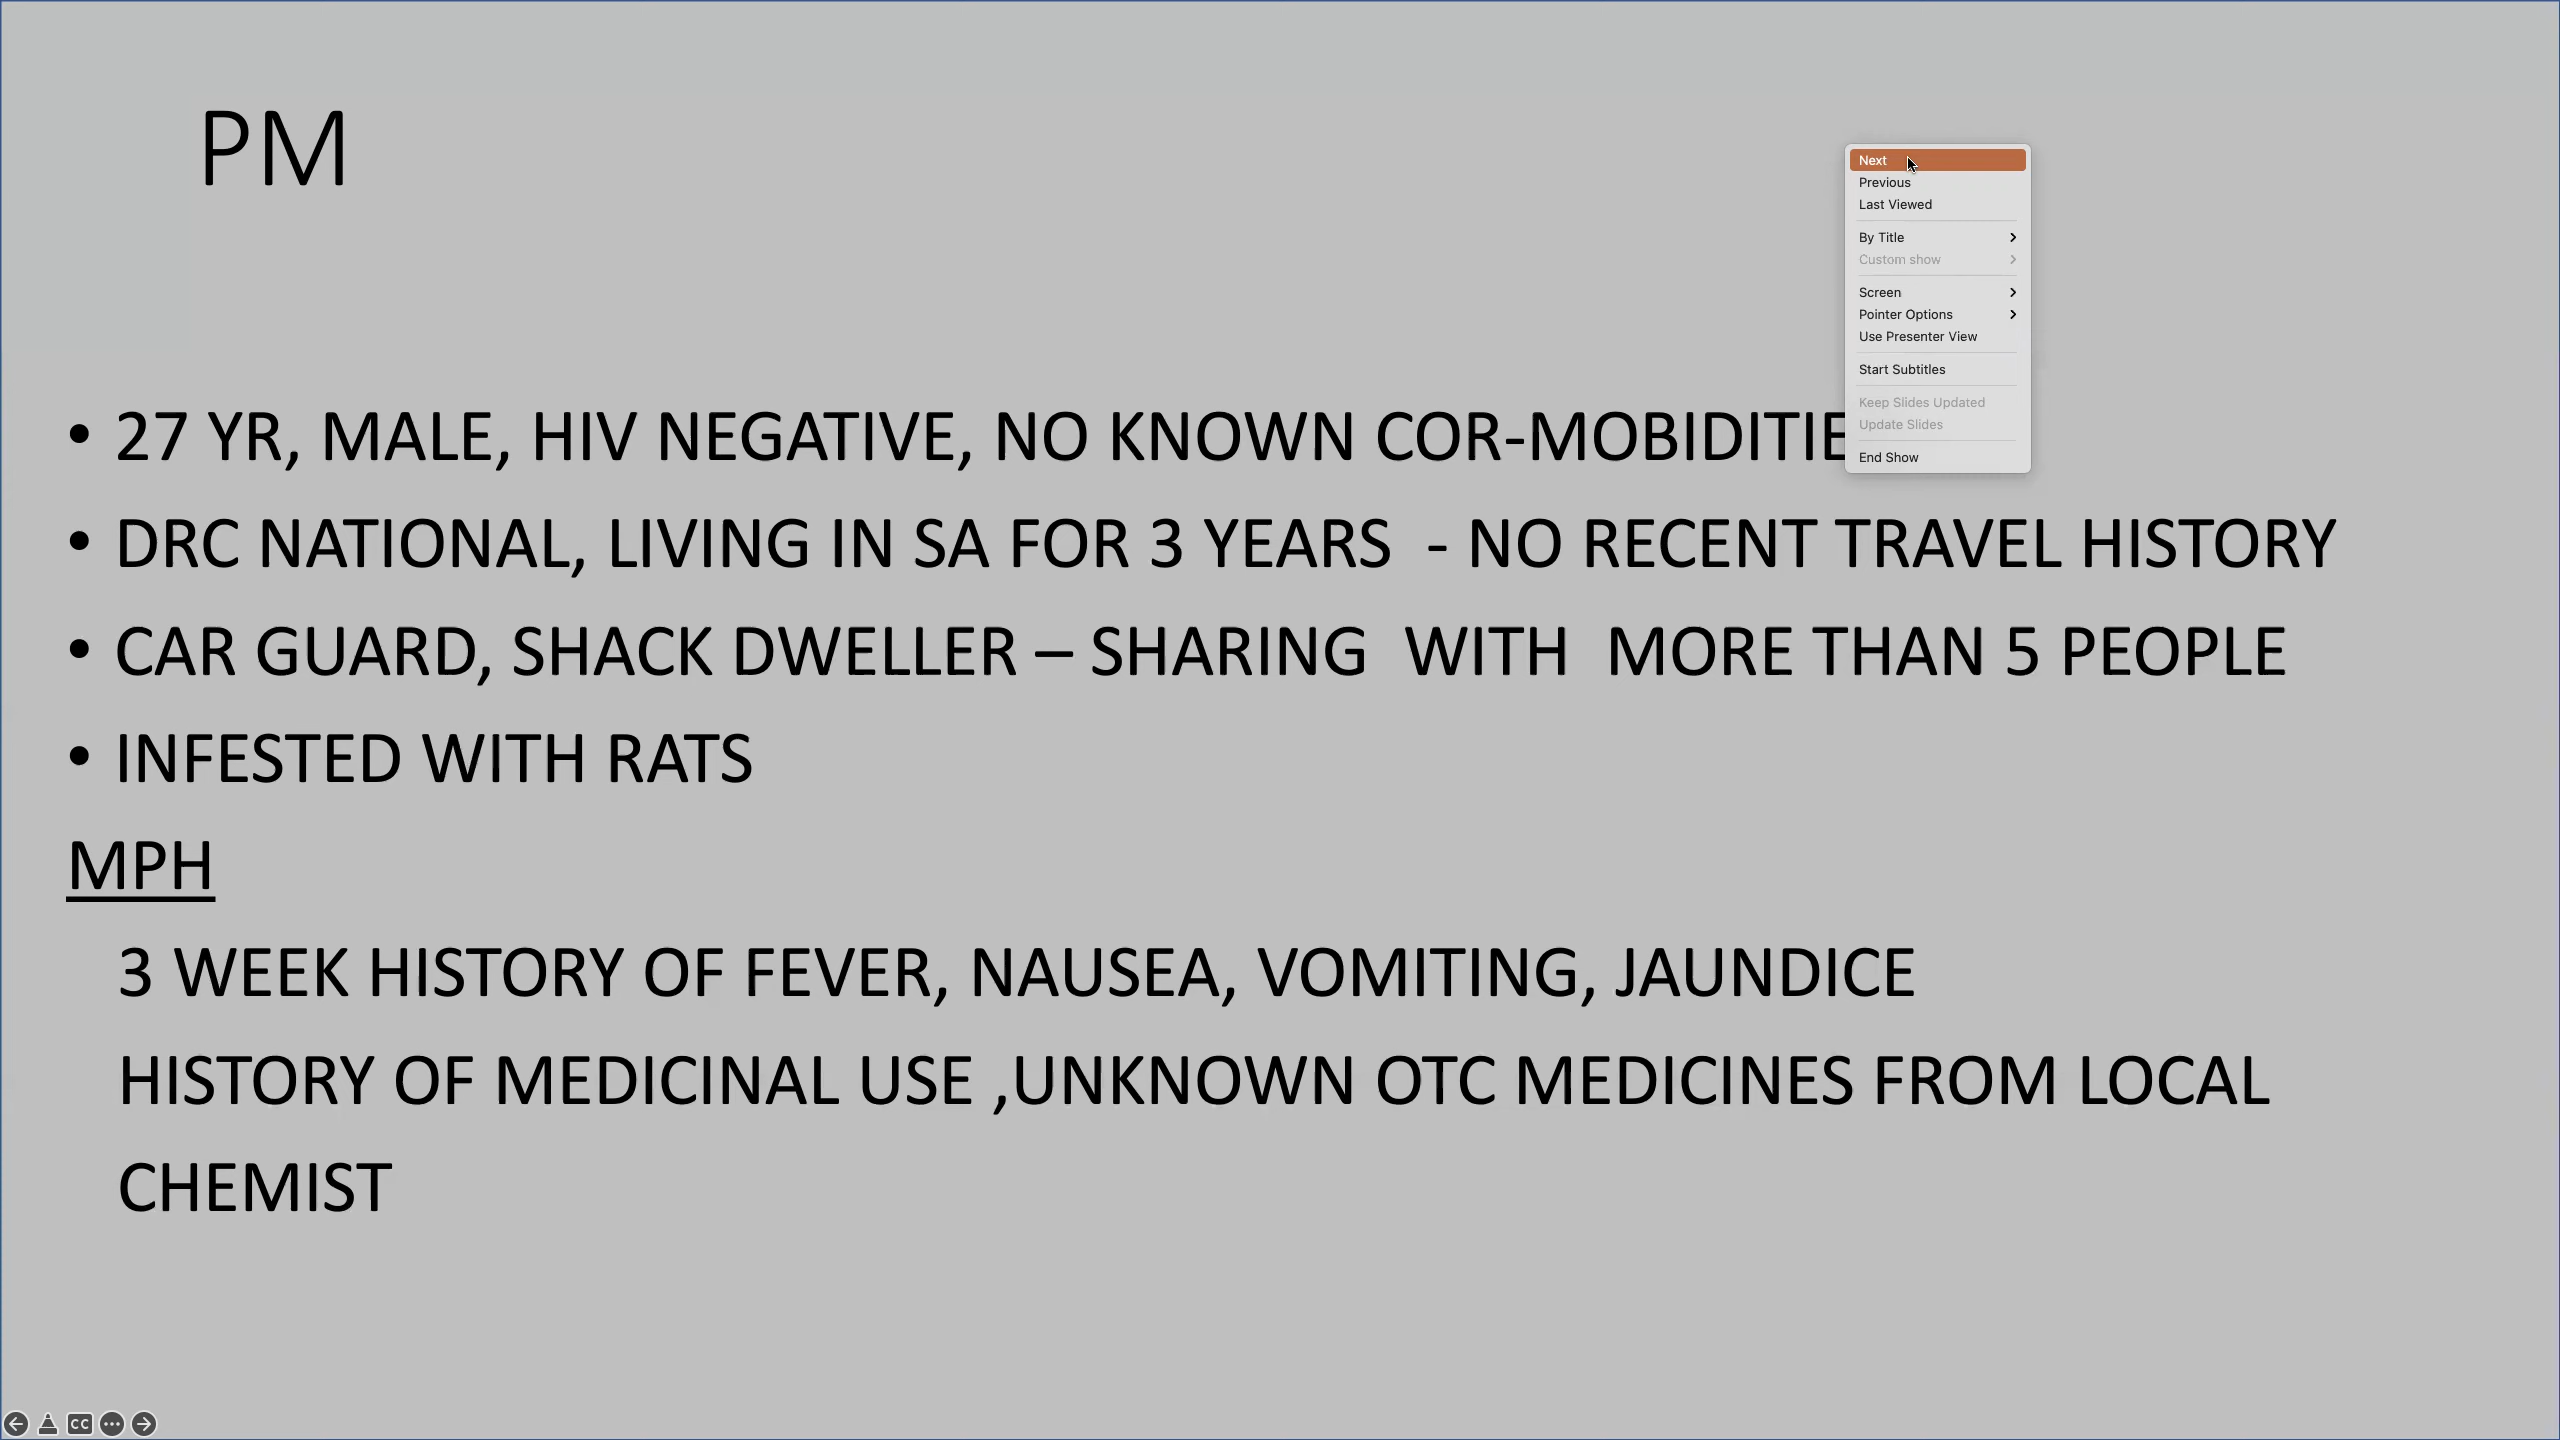 PM
• 27 YR, MALE, HIV NEGATIVE, NO KNOWN
• DRC NATIONAL, LIVING IN SA FOR 3 YEARS - NO RECENT TRAVEL HISTORY
• CAR GUARD, SHACK DWELLER – SHARING WITH MORE THAN 5 PEOPLE
• INFESTED WITH RATS
MPH
3 WEEK HISTORY OF FEVER, NAUSEA, VOMITING, JAUNDICE
HISTORY OF MEDICINAL USE ,UNKNOWN OTC MEDICINES FROM LOCAL
CHEMIST
Next
Previous
Last Viewed
By Title
Custom show
Screen
Pointer Options
Use Presenter View
Start Subtitles
Keep Slides Updated
Update Slides
End Show
CC